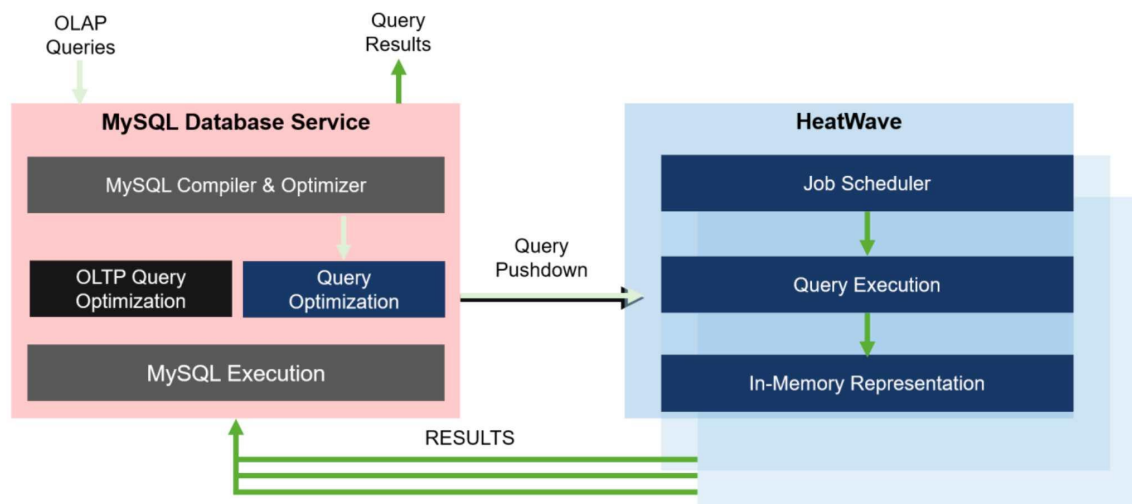 OLAP
Queries
Query
Results
MySQL Database Service
MySQL Compiler & Optimizer
OLTP Query
Optimization
Query
Optimization
MySQL Execution
Query
Pushdown
HeatWave
Job Scheduler
Query Execution
In-Memory Representation
RESULTS